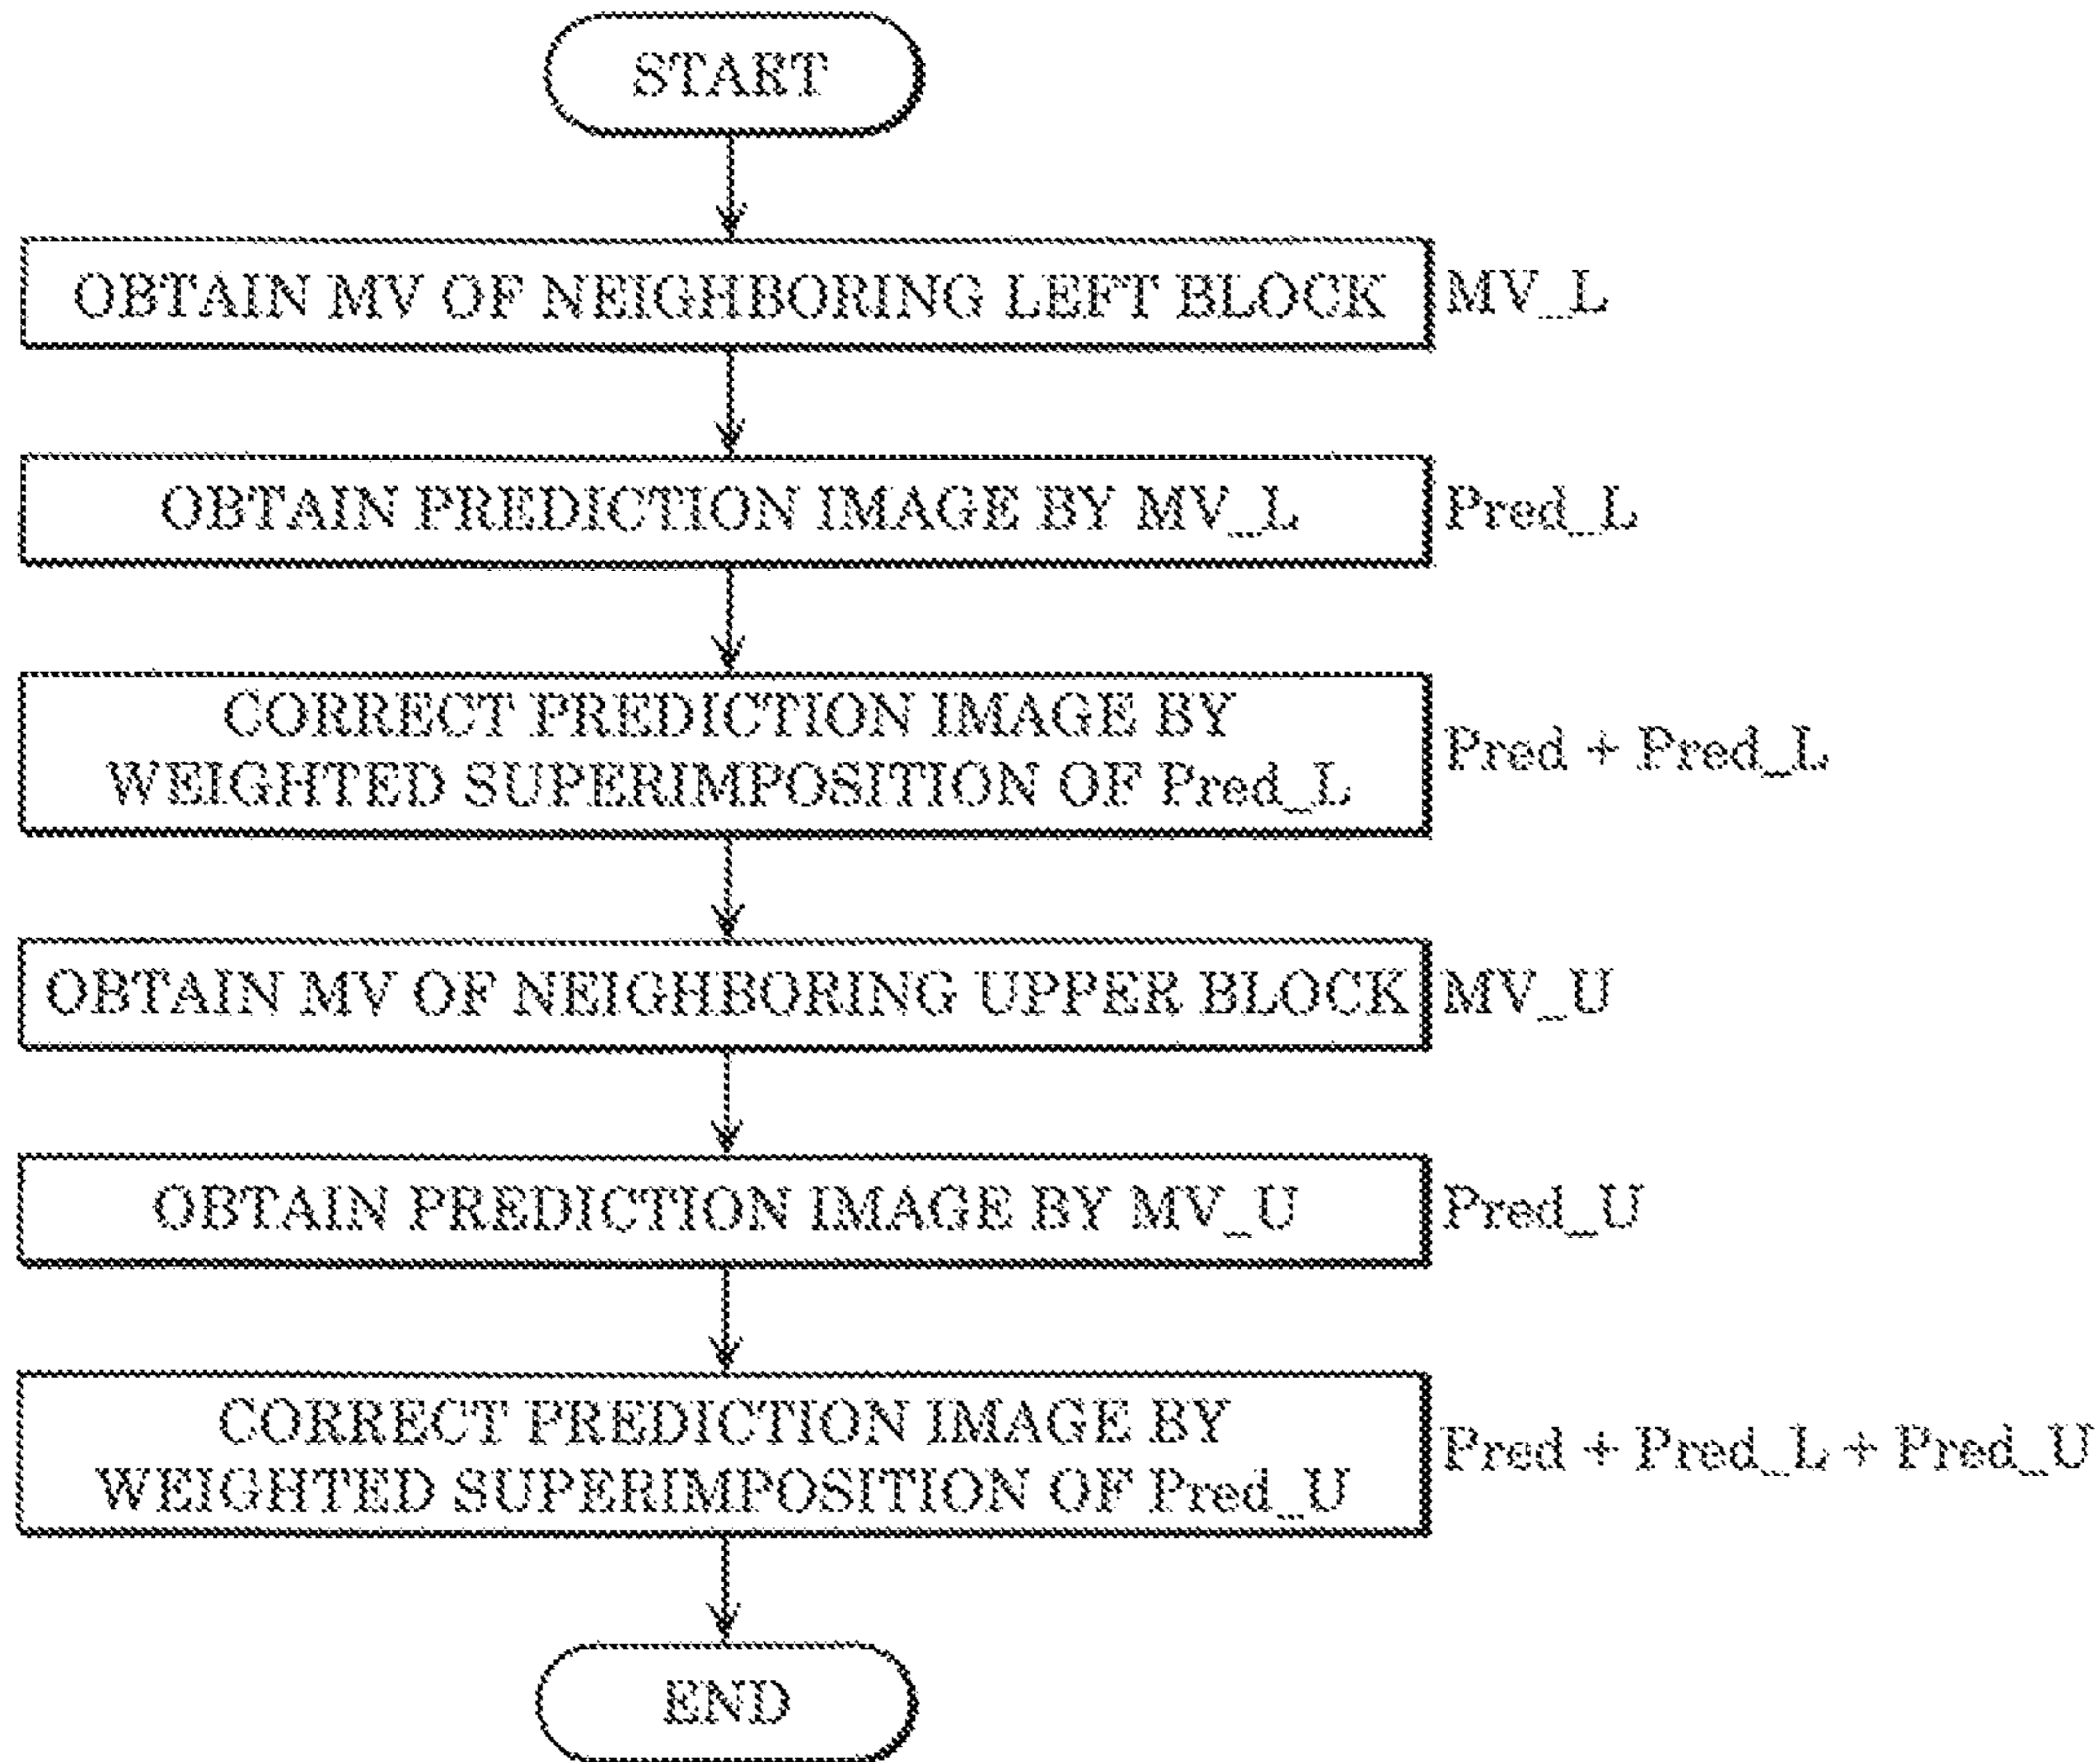 START
OBTAIN MV OF NEIGHBORING LEFT BLOCK
MV_L
OBTAIN PREDICTION IMAGE BY MV_L
Pred_L
CORRECT PREDICTION IMAGE BY
WEIGHTED SUPERIMPOSITION OF Pred_L
Pred + Pred_L
OBTAIN MV OF NEIGHBORING UPPER BLOCK
MV_U
OBTAIN PREDICTION IMAGE BY MV_U
Pred_U
CORRECT PREDICTION IMAGE BY
WEIGHTED SUPERIMPOSITION OF Pred_U
Pred + Pred_L + Pred_U
END